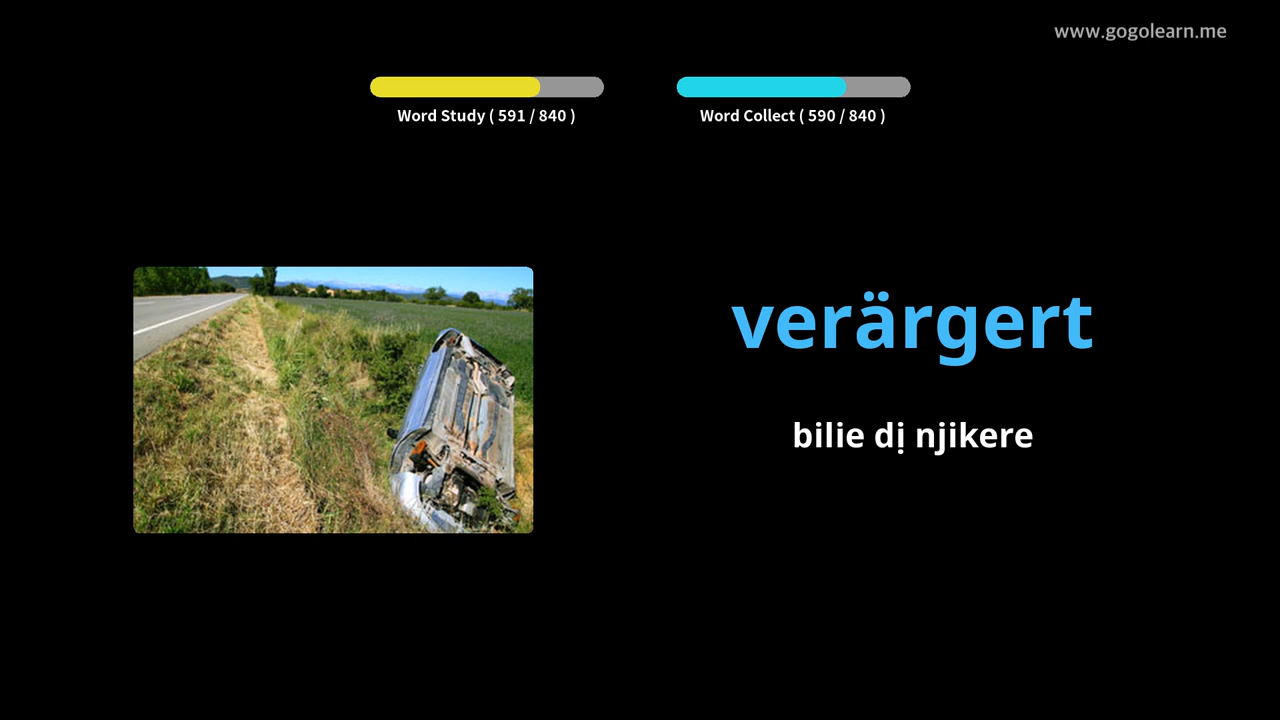 www.gogolearn.me
Word Study ( 591 / 840 )
Word Collect ( 590 / 840 )
verärgert
bilie dị njikere